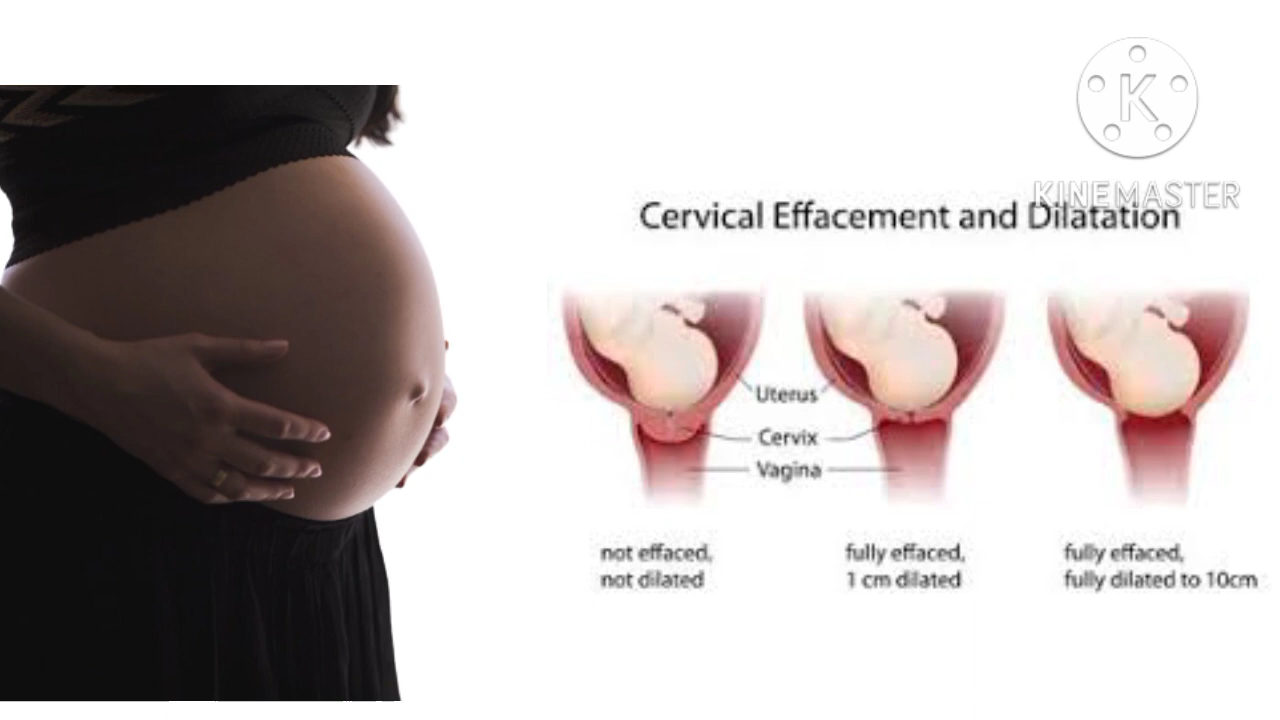 K
KINEMASTER
Cervical Effacement and Dilatation
Uterus
Cervix
Vagina
not effaced,
not dilated
fully effaced,
1 cm dilated
fully effaced,
fully dilated to 10cm